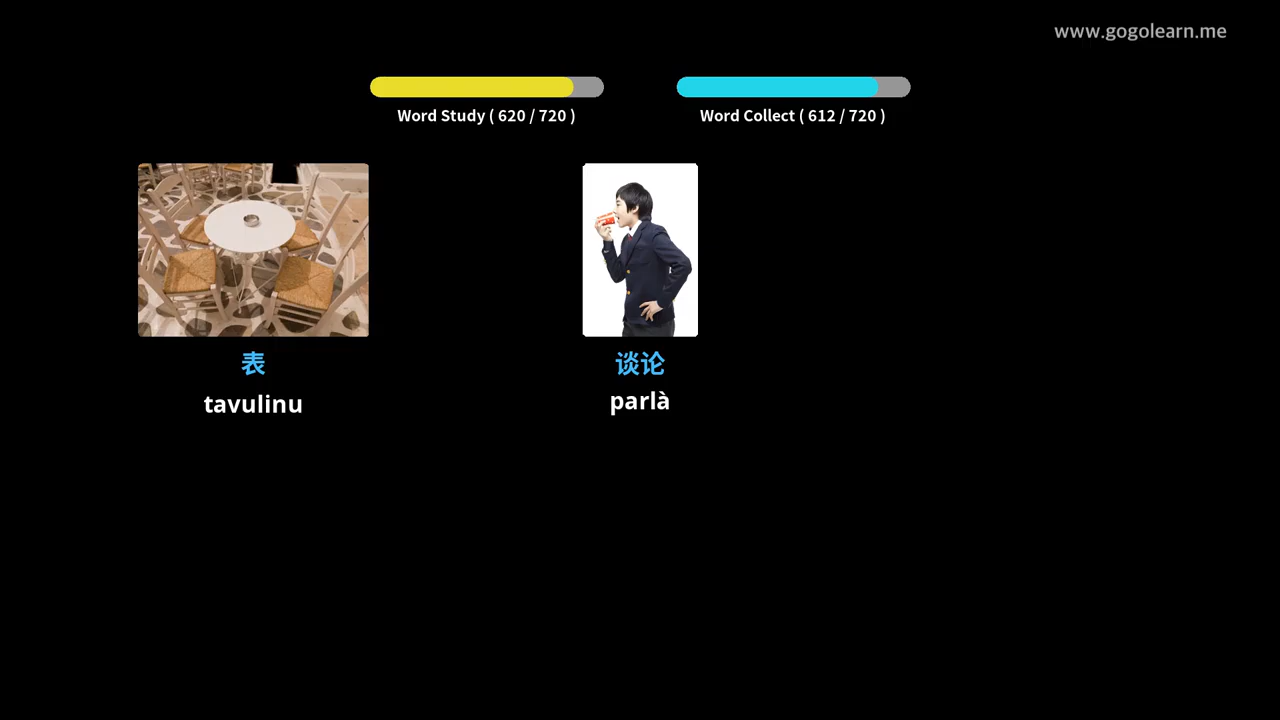 www.gogolearn.me
Word Study ( 620 / 720 )
Word Collect ( 612 / 720 )
表
谈论
tavulinu
parlà